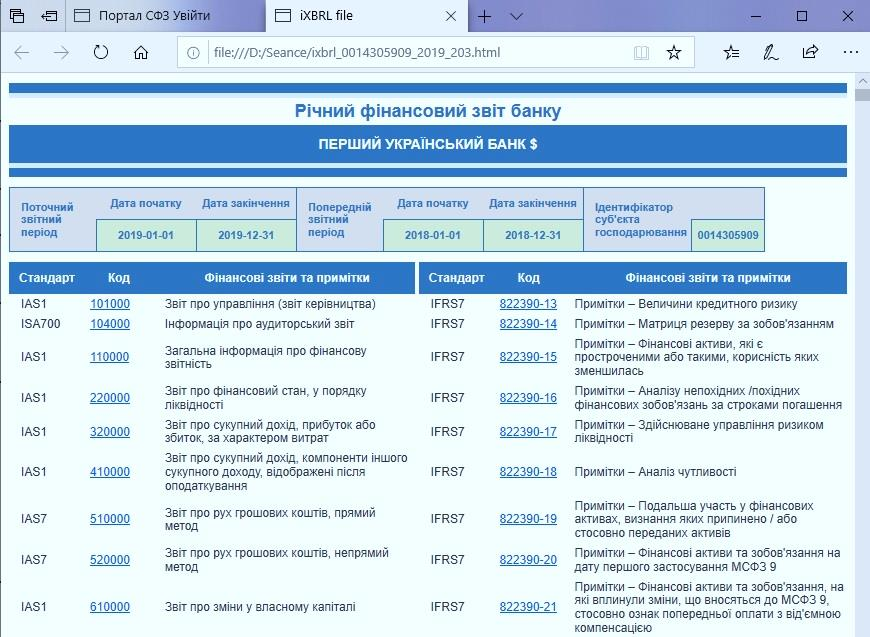 Портал СФЗ Увійти
iXBRL file
file:///D:/Seance/ixbrl_0014305909_2019_203.html
Річний фінансовий звіт банку
ПЕРШИЙ УКРАЇНСЬКИЙ БАНК $
Поточний
звітний
період
Дата початку
Дата закінчення
2019-01-01
2019-12-31
Попередній
звітний
період
Дата початку
Дата закінчення
2018-01-01
2018-12-31
Ідентифікатор
суб'єкта
господарювання
0014305909
Стандарт Код Фінансові звіти та примітки
IAS1 101000 Звіт про управління (звіт керівництва)
ISA700 104000 Інформація про аудиторський звіт
IAS1 110000 Загальна інформація про фінансову
звітність
IAS1 220000 Звіт про фінансовий стан, у порядку
ліквідності
IAS1 320000 Звіт про сукупний дохід, прибуток або
збиток, за характером витрат
IAS1 410000 Звіт про сукупний дохід, компоненти іншого
сукупного доходу, відображені після
оподаткування
IAS7 510000 Звіт про рух грошових коштів, прямий
метод
IAS7 520000 Звіт про рух грошових коштів, непрямий
метод
IAS1 610000 Звіт про зміни у власному капіталі
Стандарт Код Фінансові звіти та примітки
IFRS7 822390-13 Примітки – Величини кредитного ризику
IFRS7 822390-14 Примітки – Матриця резерву за зобов'язанням
IFRS7 822390-15 Примітки – Фінансові активи, які є
простроченими або такими, корисність яких
зменшилась
IFRS7 822390-16 Примітки – Аналізу непохідних /похідних
фінансових зобов'язань за строками погашення
IFRS7 822390-17 Примітки – Здійснюване управління ризиком
ліквідності
IFRS7 822390-18 Примітки – Аналіз чутливості
IFRS7 822390-19 Примітки – Подальша участь у фінансових
активах, визнання яких припинено / або
стосовно переданих активів
IFRS7 822390-20 Примітки – Фінансові активи та зобов'язання на
дату першого застосування МСФЗ 9
IFRS7 822390-21 Примітки – Фінансові активи та зобов'язання, на
які вплинули зміни, що вносяться до МСФЗ 9,
стосовно ознак попередньої оплати з від'ємною
компенсацією